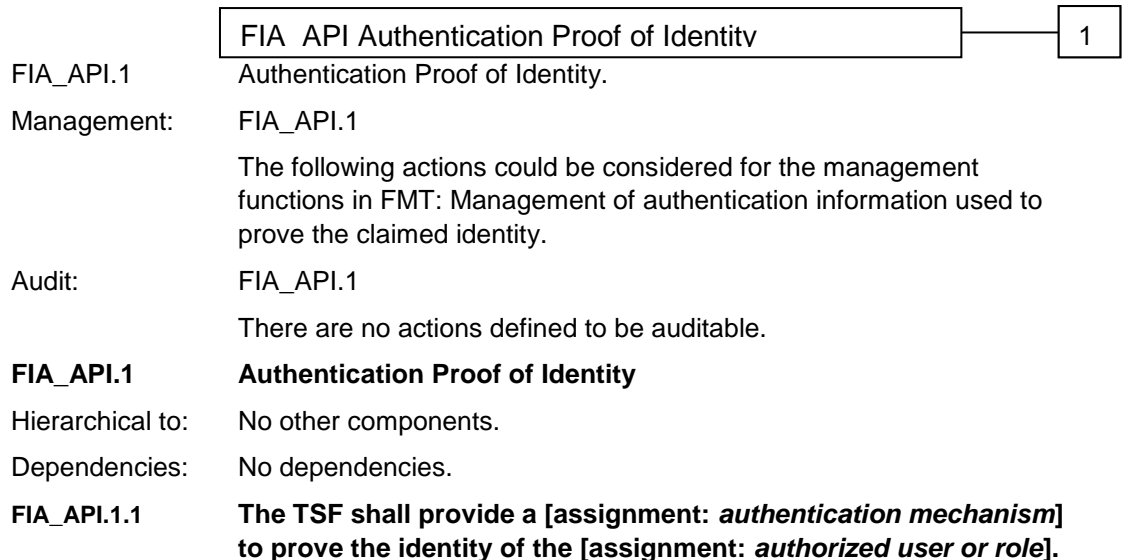 FIA_API Authentication Proof of Identity 1
FIA_API.1 Authentication Proof of Identity.
Management: FIA_API.1
The following actions could be considered for the management
functions in FMT: Management of authentication information used to
prove the claimed identity.
Audit: FIA_API.1
There are no actions defined to be auditable.
FIA_API.1 Authentication Proof of Identity
Hierarchical to: No other components.
Dependencies: No dependencies.
FIA_API.1.1 The TSF shall provide a [assignment: authentication mechanism]
to prove the identity of the [assignment: authorized user or role].